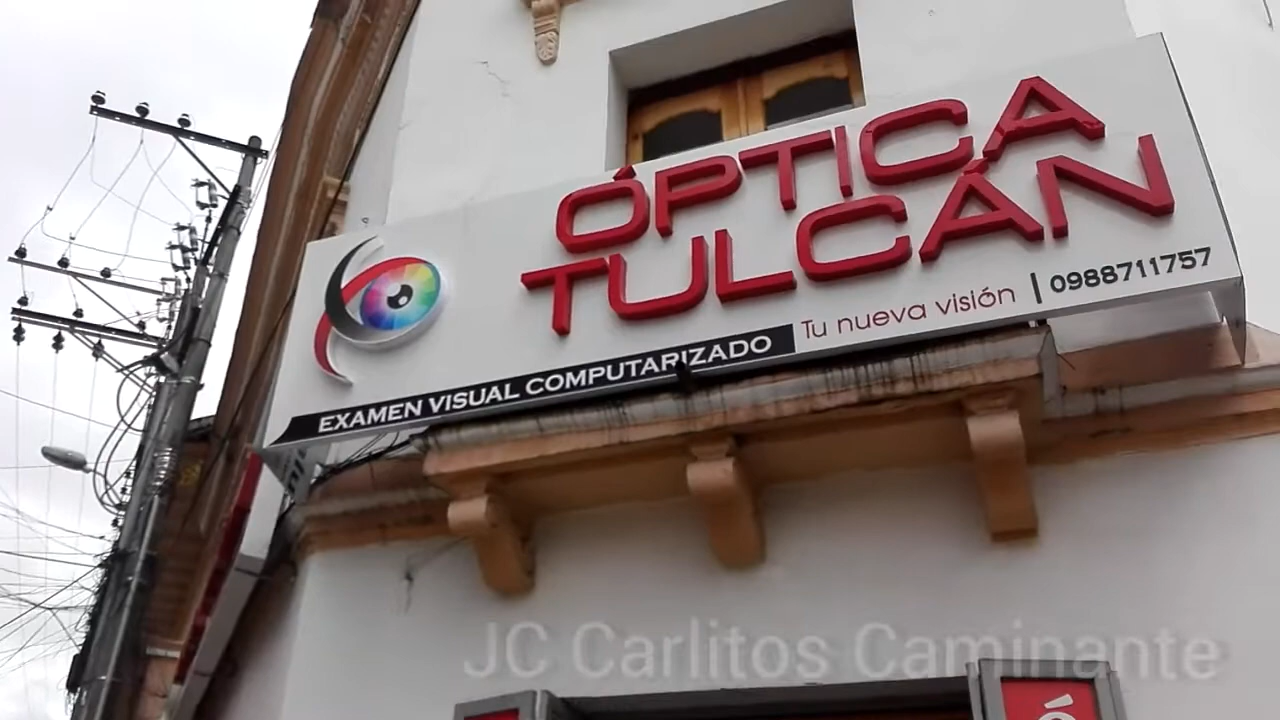 ÓPTICA
TULCÁN
EXAMEN VISUAL COMPUTARIZADO
Tu nueva visión | 0988711757
JC Carlitos Caminante